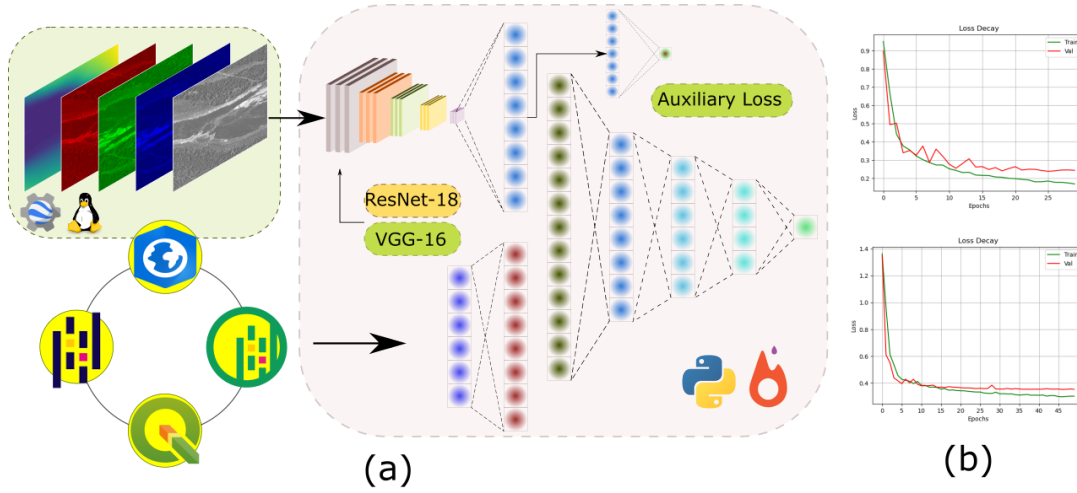 Auxiliary Loss
ResNet-18
VGG-16
(a)
Loss Decay
Train
Val
Loss
0.9
0.8
0.7
0.6
0.5
0.4
0.3
0.2
0
5
10
15
20
25
Epochs
Loss Decay
Train
Val
Loss
1.4
1.2
1.0
0.8
0.6
0.4
0
5
10
15
20
25
30
35
40
45
Epochs
(b)